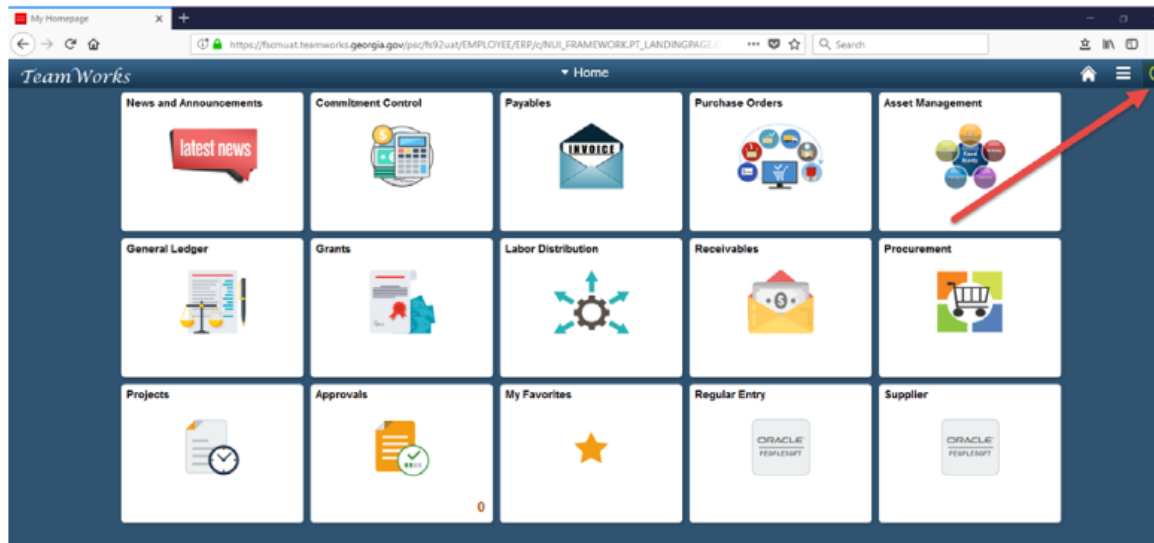 My Homepage
https://fscmuat.teamworks.georgia.gov/psc/fs92uat/EMPLOYEE/ERP/c/NUI_FRAMEWORK.PT_LANDINGPAGE.
Search
TeamWorks
Home
News and Announcements
Commitment Control
Payables
Purchase Orders
Asset Management
latest news
INVOICE
Fixed
Assets
General Ledger
Grants
Labor Distribution
Receivables
Procurement
Projects
Approvals
My Favorites
Regular Entry
Supplier
ORACLE
PEOPLESOFT
ORACLE
PEOPLESOFT
0